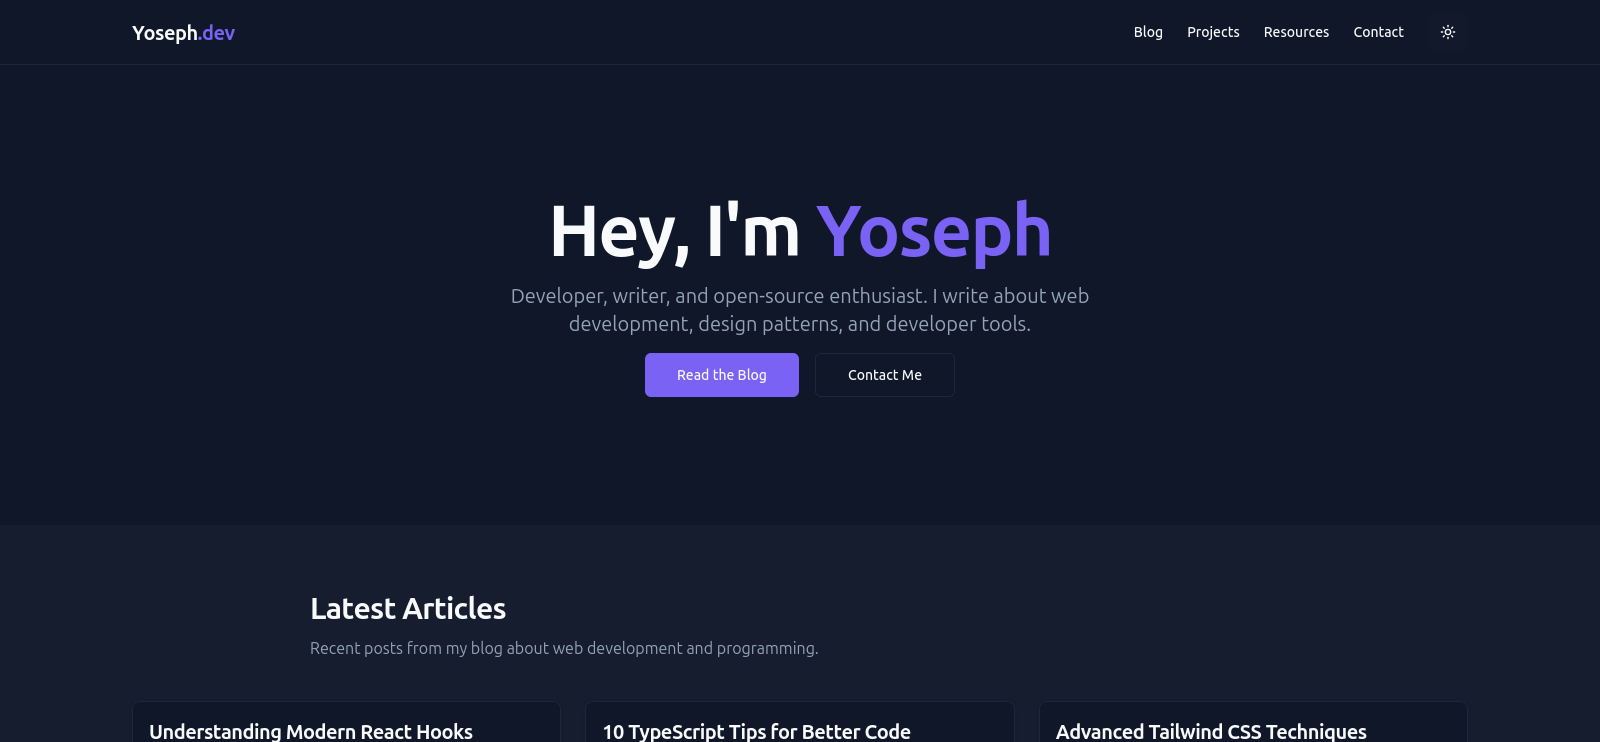 Yoseph.dev
Blog Projects Resources Contact
Hey, I'm Yoseph
Developer, writer, and open-source enthusiast. I write about web
development, design patterns, and developer tools.
Read the Blog Contact Me
Latest Articles
Recent posts from my blog about web development and programming.
Understanding Modern React Hooks
10 TypeScript Tips for Better Code
Advanced Tailwind CSS Techniques